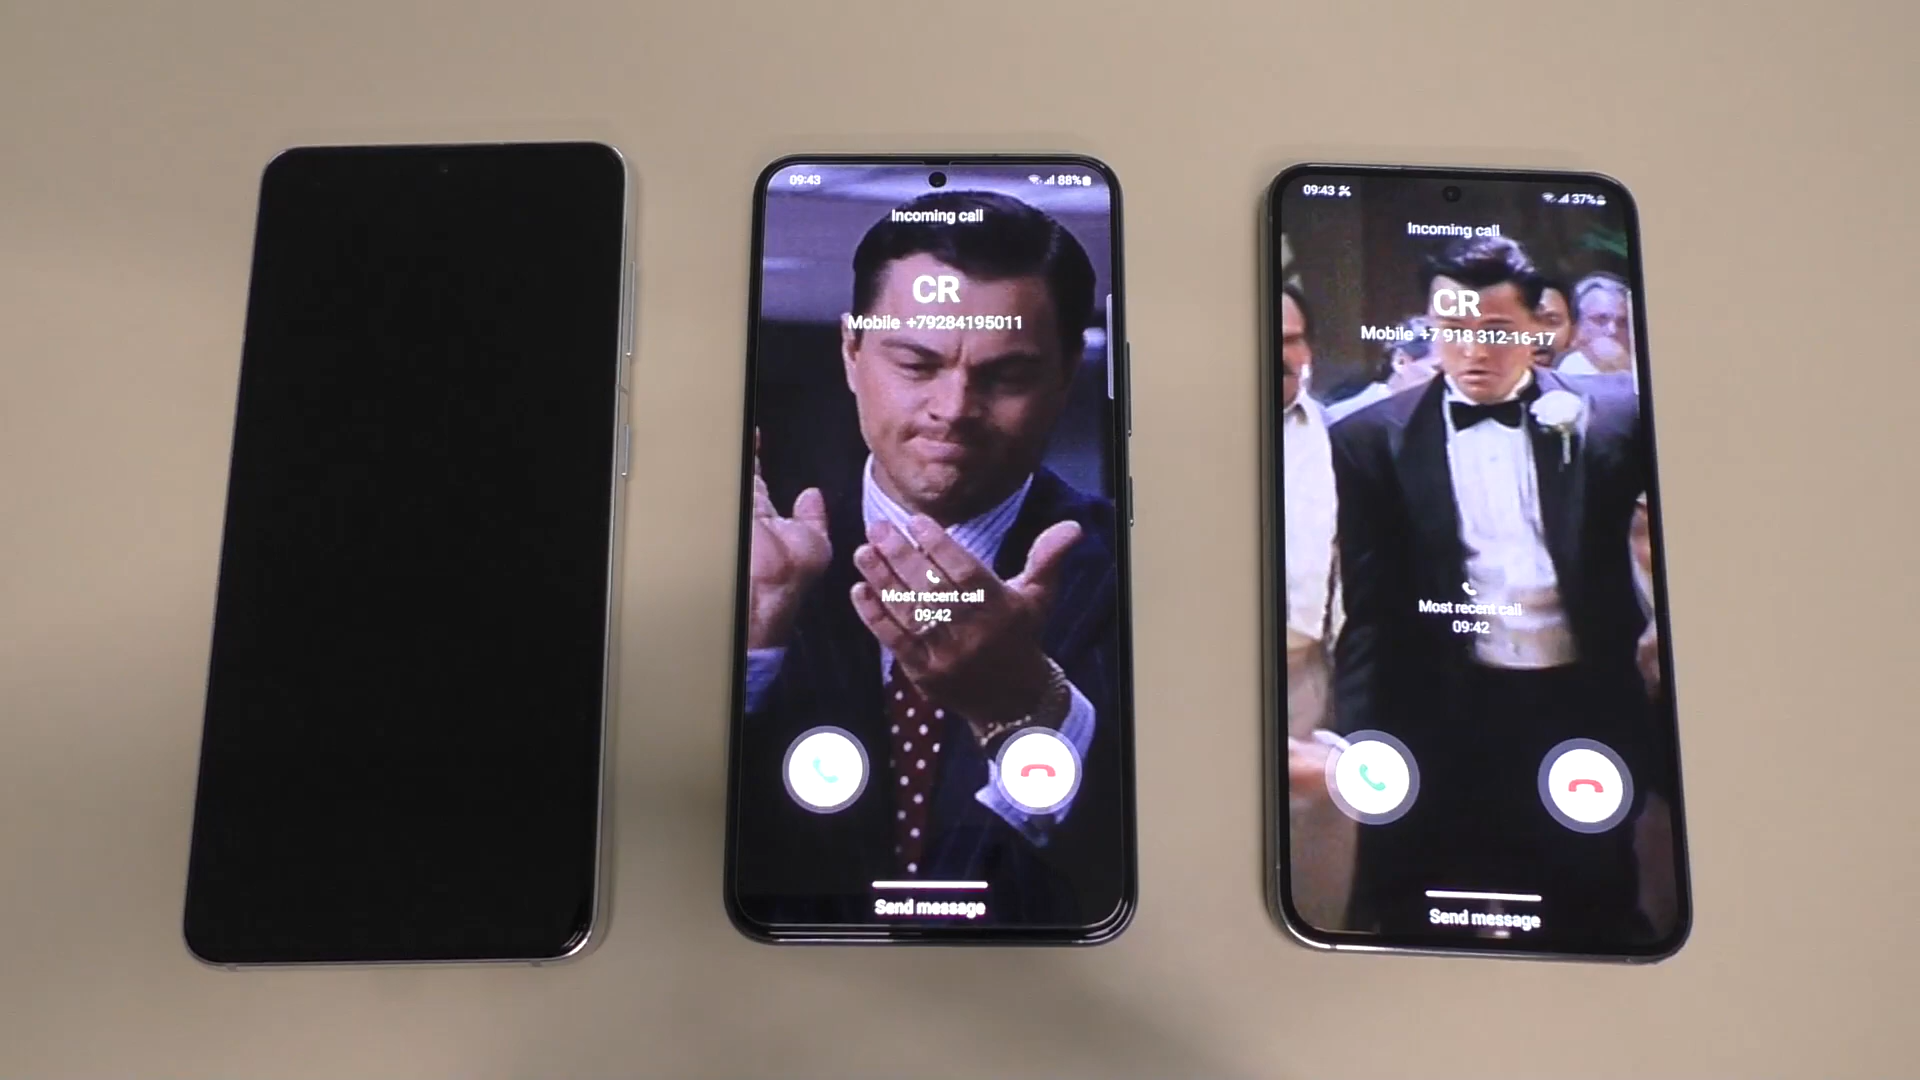 09:43
88%
Incoming call
CR
Mobile +79284195011
Most recent call
09:42
Send message
09:43
37%
Incoming call
CR
Mobile +7 918 312-16-17
Most recent call
09:42
Send message